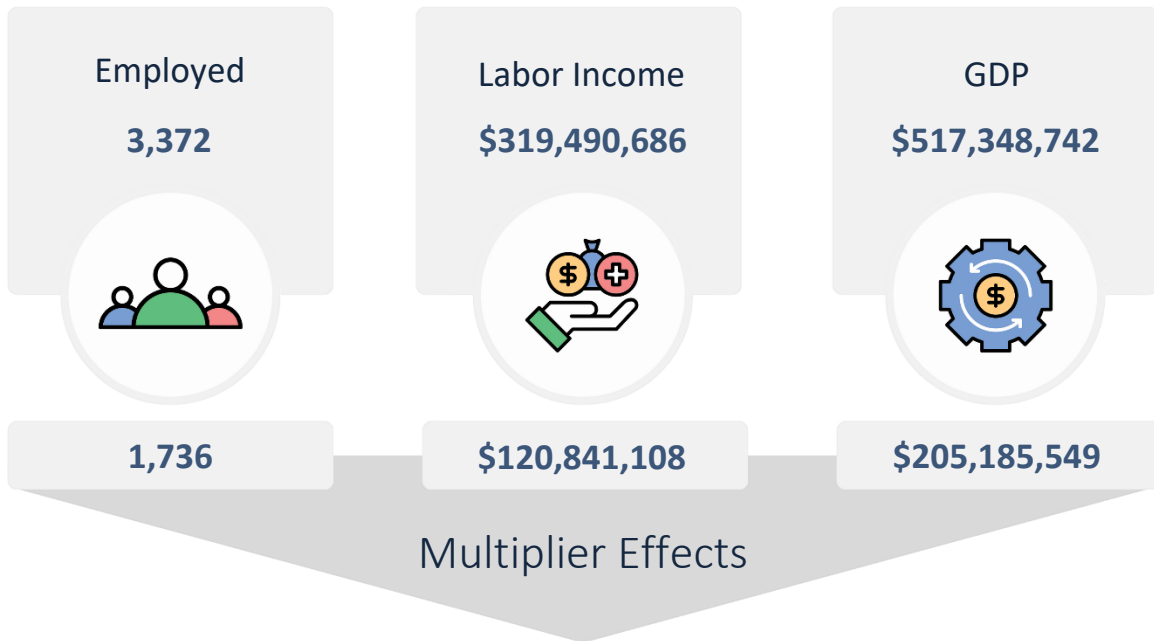 Employed
3,372
Labor Income
$319,490,686
GDP
$517,348,742
1,736
$120,841,108
$205,185,549
Multiplier Effects